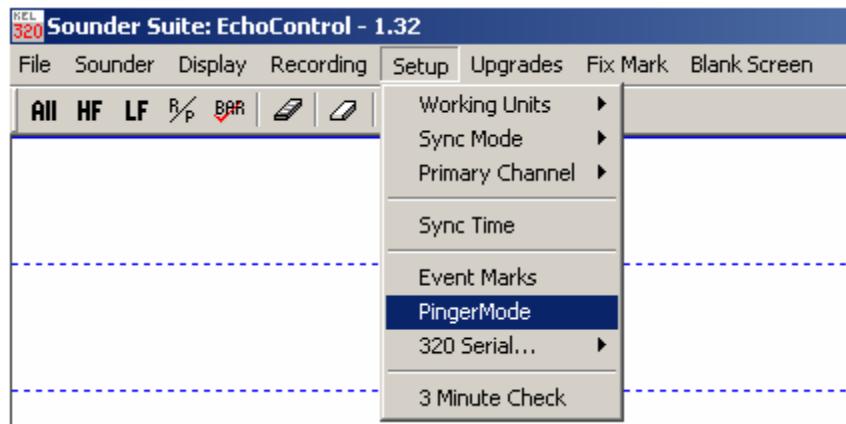 KEL
320 Sounder Suite: EchoControl - 1.32
File Sounder Display Recording Setup Upgrades Fix Mark Blank Screen
All HF LF R/P BAR
Working Units
Sync Mode
Primary Channel
Sync Time
Event Marks
PingerMode
320 Serial...
3 Minute Check